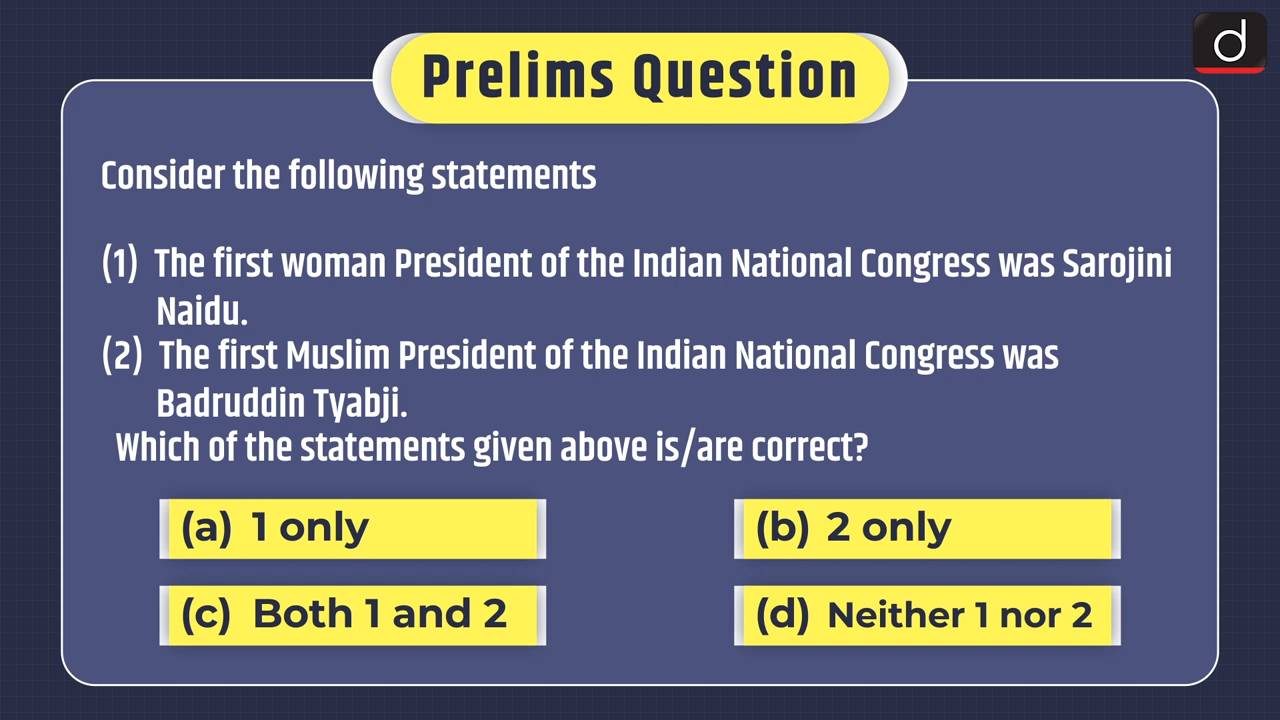 Prelims Question
d
Consider the following statements
(1) The first woman President of the Indian National Congress was Sarojini
Naidu.
(2) The first Muslim President of the Indian National Congress was
Badruddin Tyabji.
Which of the statements given above is/are correct?
(a) 1 only
(b) 2 only
(c) Both 1 and 2
(d) Neither 1 nor 2